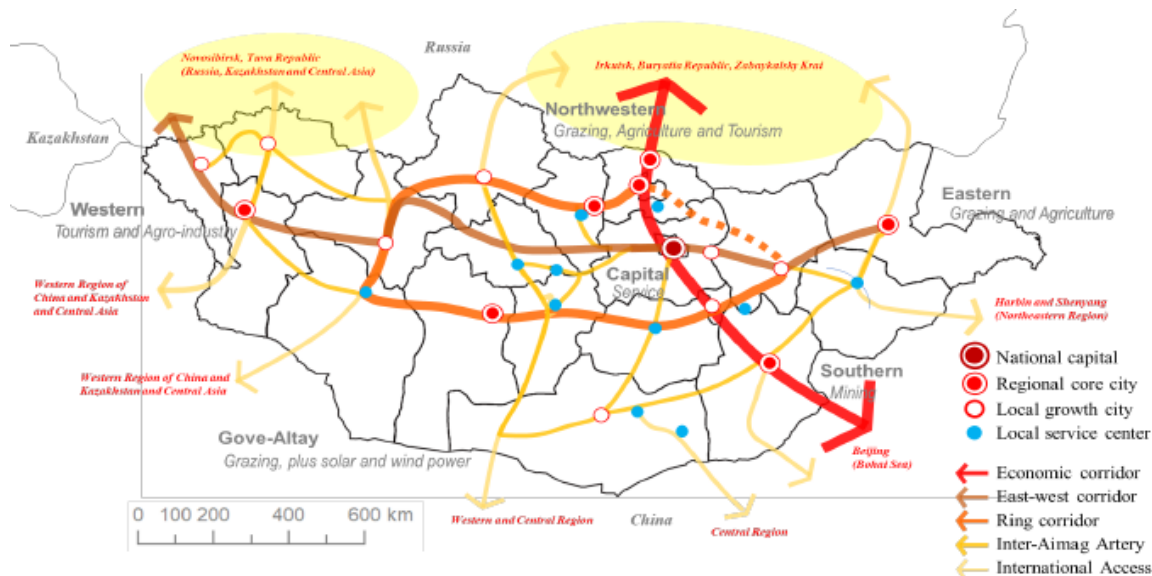 Russia
Novosibirsk, Tuva Republic
(Russia, Kazakhstan and Central Asia)
Irkutsk, Buryatia Republic, Zabaykalsky Krai
Kazakhstan
Northwestern
Grazing, Agriculture and Tourism
Western
Tourism and Agro-industry
Eastern
Grazing and Agriculture
Capital
Service
Western Region of
China and Kazakhstan
and Central Asia
Harbin and Shenyang
(Northeastern Region)
Western Region of China and
Kazakhstan and Central Asia
Southern
Mining
Gove-Altay
Grazing, plus solar and wind power
Beijing
(Bohai Sea)
Western and Central Region
China
Central Region
0 100 200 400 600 km
National capital
Regional core city
Local growth city
Local service center
Economic corridor
East-west corridor
Ring corridor
Inter-Aimag Artery
International Access